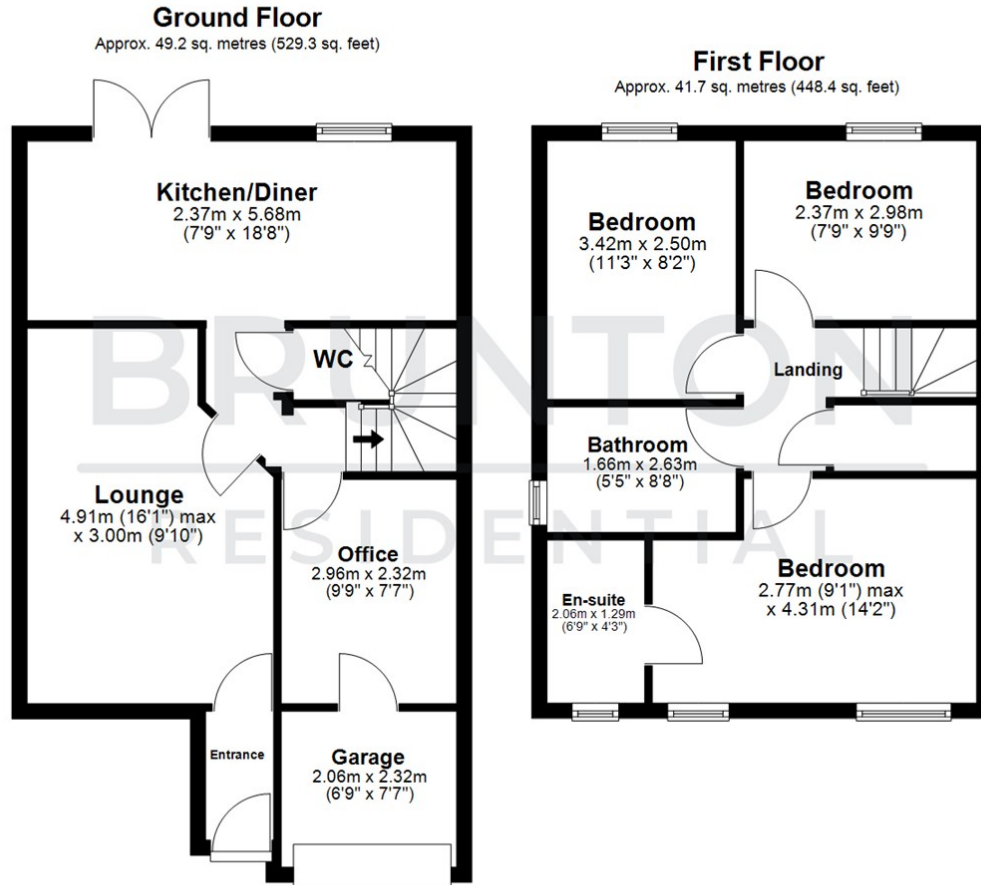 Ground Floor
Approx. 49.2 sq. metres (529.3 sq. feet)
Kitchen/Diner
2.37m x 5.68m
(7'9" x 18'8")
WC
Lounge
4.91m (16'1") max
x 3.00m (9'10")
Office
2.96m x 2.32m
(9'9" x 7'7")
Entrance
Garage
2.06m x 2.32m
(6'9" x 7'7")
First Floor
Approx. 41.7 sq. metres (448.4 sq. feet)
Bedroom
3.42m x 2.50m
(11'3" x 8'2")
Bedroom
2.37m x 2.98m
(7'9" x 9'9")
Landing
Bathroom
1.66m x 2.63m
(5'5" x 8'8")
En-suite
2.06m x 1.29m
(6'9" x 4'3")
Bedroom
2.77m (9'1") max
x 4.31m (14'2")
BRUNTON
RESIDENTIAL